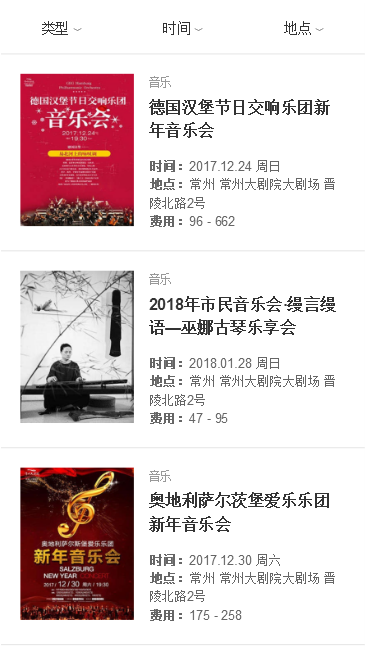 类型
时间
地点
德国汉堡节日交响乐团
音乐会
2017.12.24
19:30
音乐
德国汉堡节日交响乐团新
年音乐会
时间：2017.12.24 周日
地点：常州 常州大剧院大剧场 晋
陵北路2号
费用：96 - 662
音乐
2018年市民音乐会·缦言缦
语—巫娜古琴乐享会
时间：2018.01.28 周日
地点：常州 常州大剧院大剧场 晋
陵北路2号
费用：47 - 95
奥地利萨尔斯堡爱乐乐团
新年音乐会
SALZBURG
NEW YEAR CONCERT
2017 / 12/30 / 周六 / 19:30
音乐
奥地利萨尔茨堡爱乐乐团
新年音乐会
时间：2017.12.30 周六
地点：常州 常州大剧院大剧场 晋
陵北路2号
费用：175 - 258